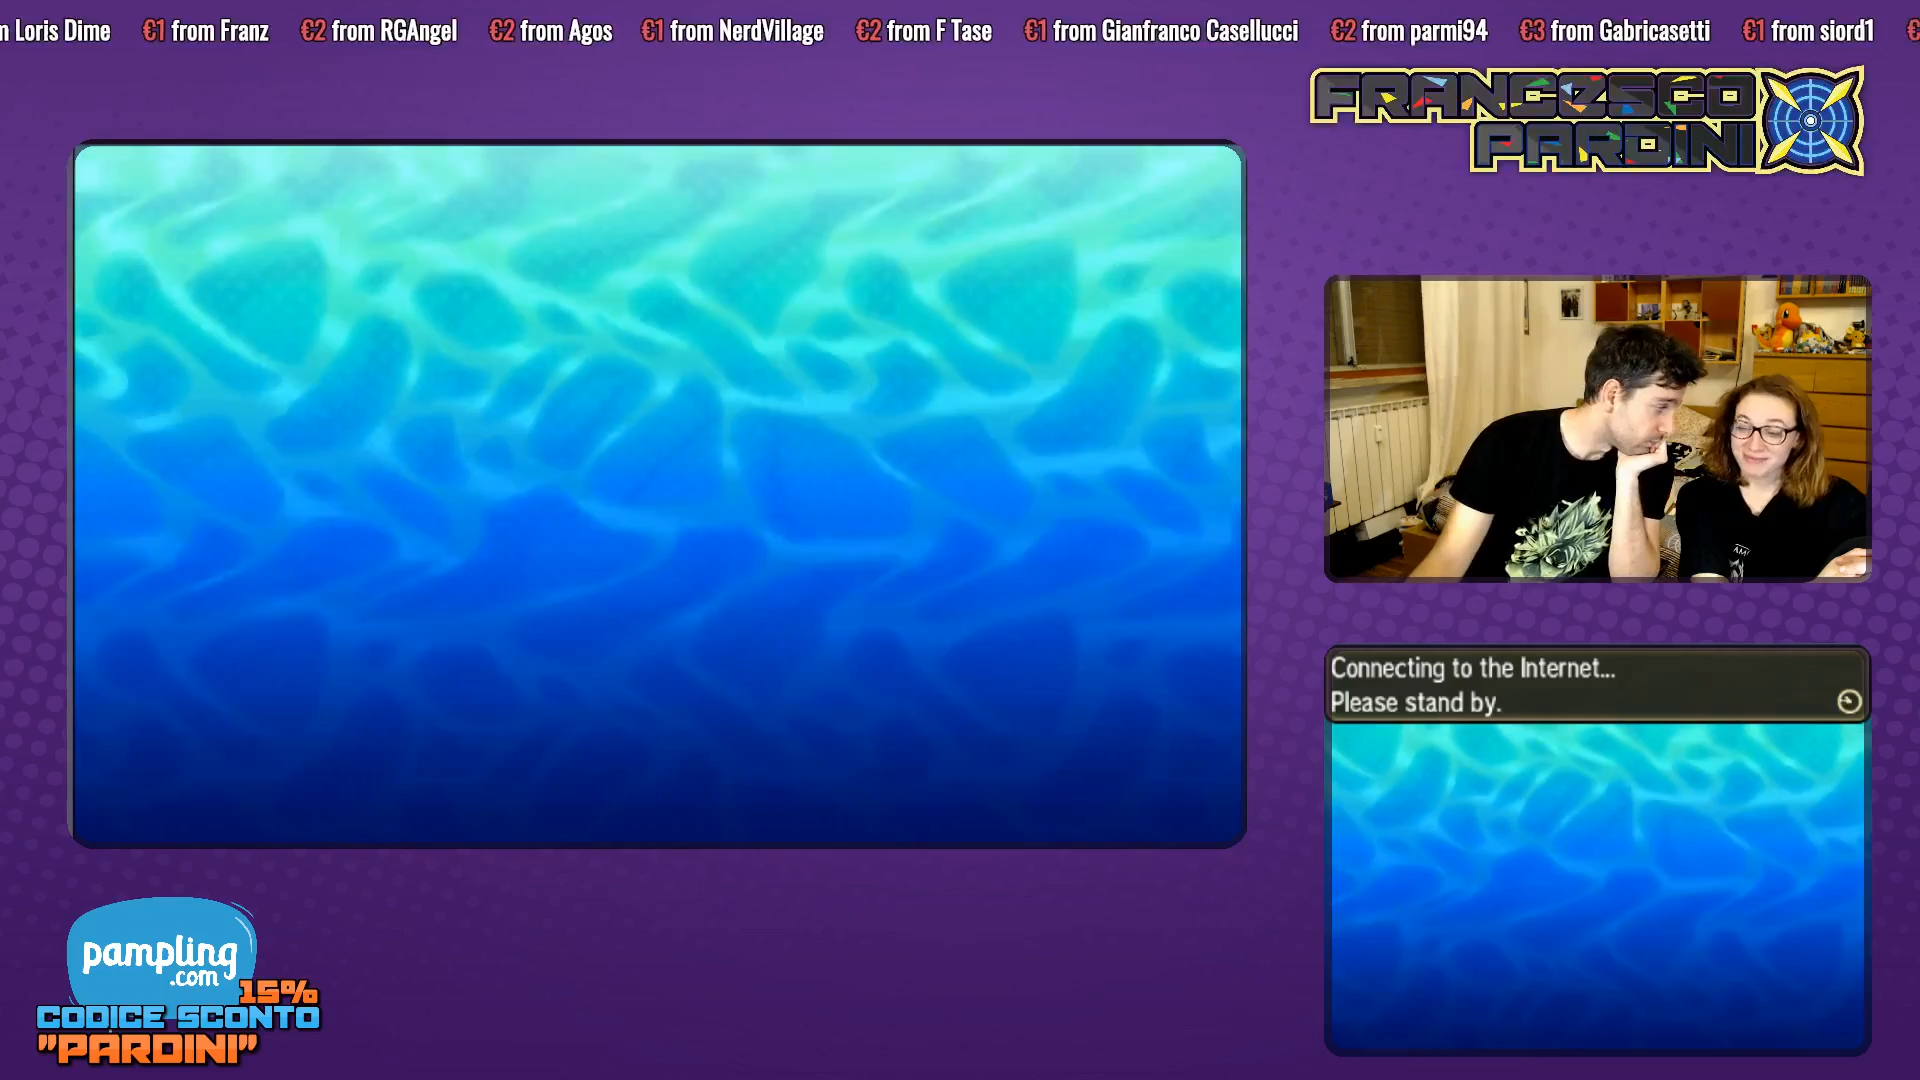 m Loris Dime €1 from Franz €2 from RGAngel €2 from Agos €1 from NerdVillage €2 from F Tase €1 from Gianfranco Casellucci €2 from parmi94 €3 from Gabricasetti €1 from siord1 €
FRANCESCO
PARDINI
AM
Connecting to the Internet...
Please stand by.
pampling
.com
15%
CODICE SCONTO
"PARDINI"